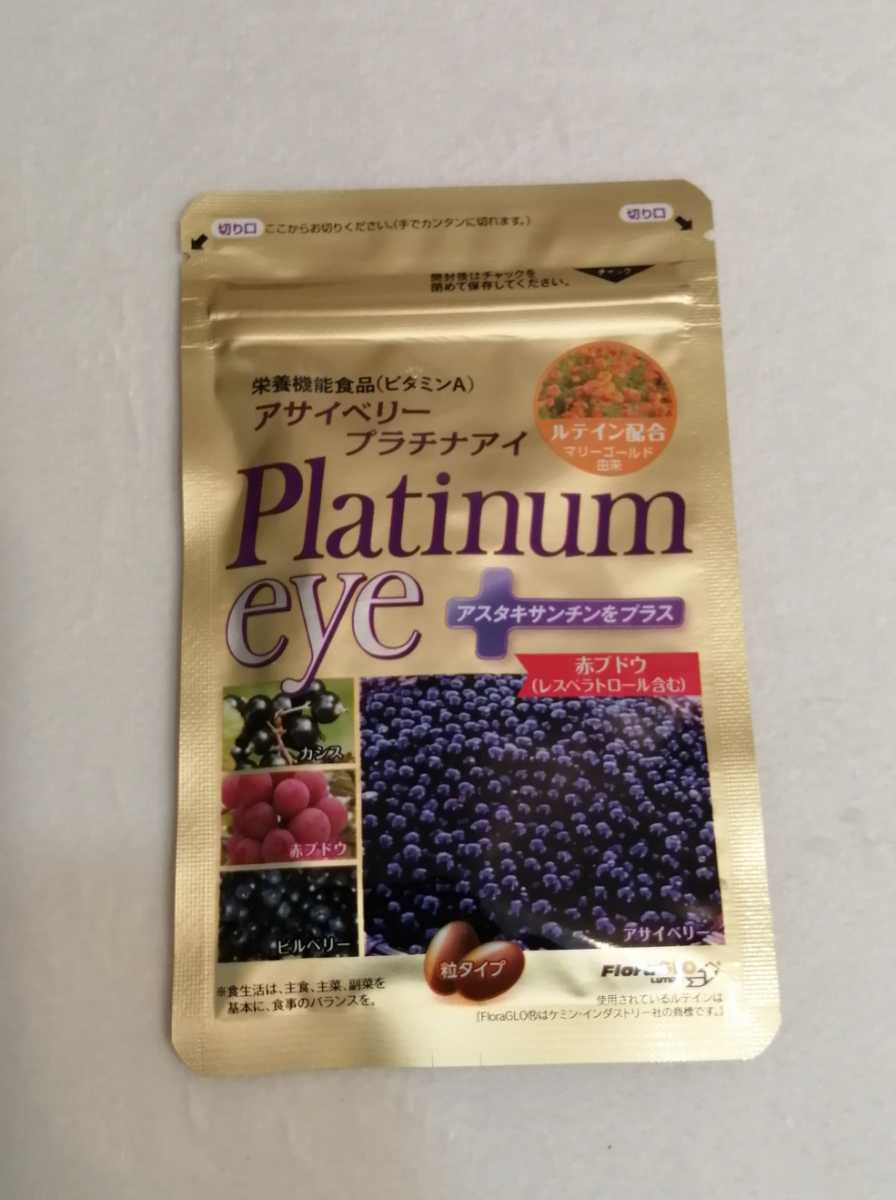 切り口 ここからお切りください。(手でカンタンに切れます。) 切り口
開封後はチャックを
閉めて保存してください。
チャック
栄養機能食品(ビタミンA)
アサイベリー
プラチナアイ
ルテイン配合
マリーゴールド
由来
Platinum
eye
アスタキサンチンをプラス
赤ブドウ
(レスベラトロール含む)
カシス
赤ブドウ
ビルベリー
アサイベリー
粒タイプ
FloraGLO
※食生活は、主食、主菜、副菜を
基本に、食事のバランスを。
使用されているルテインは
「FloraGLO®はケミン・インダストリー社の商標です。」